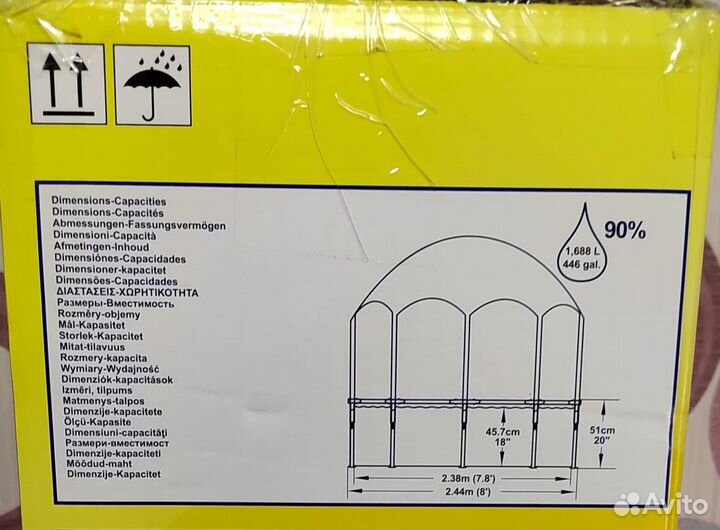 Dimensions-Capacities
Dimensions-Capacités
Abmessungen-Fassungsvermögen
Dimensioni-Capacità
Afmetingen-Inhoud
Dimensiónes-Capacidades
Dimensioner-kapacitet
Dimensões-Capacidades
ΔΙΑΣΤΑΣΕΙΣ-ΧΩΡΗΤΙΚΟΤΗΤΑ
Размеры-Вместимость
Rozměry-objemy
Mål-Kapasitet
Storlek-Kapacitet
Mitat-tilavuus
Rozmery-kapacita
Wymiary-Wydajność
Dimenziók-kapacitások
Izmēri, tilpums
Matmenys-talpos
Dimenzije-kapacitete
Ölçü-Kapasite
Dimensiuni-capacităţi
Размери-вместимост
Dimenzije-kapaciteti
Möödud-maht
Dimenzije-Kapacitet
1,688 L
446 gal.
90%
45.7cm
18"
51cm
20"
2.38m (7.8')
2.44m (8')
Avito